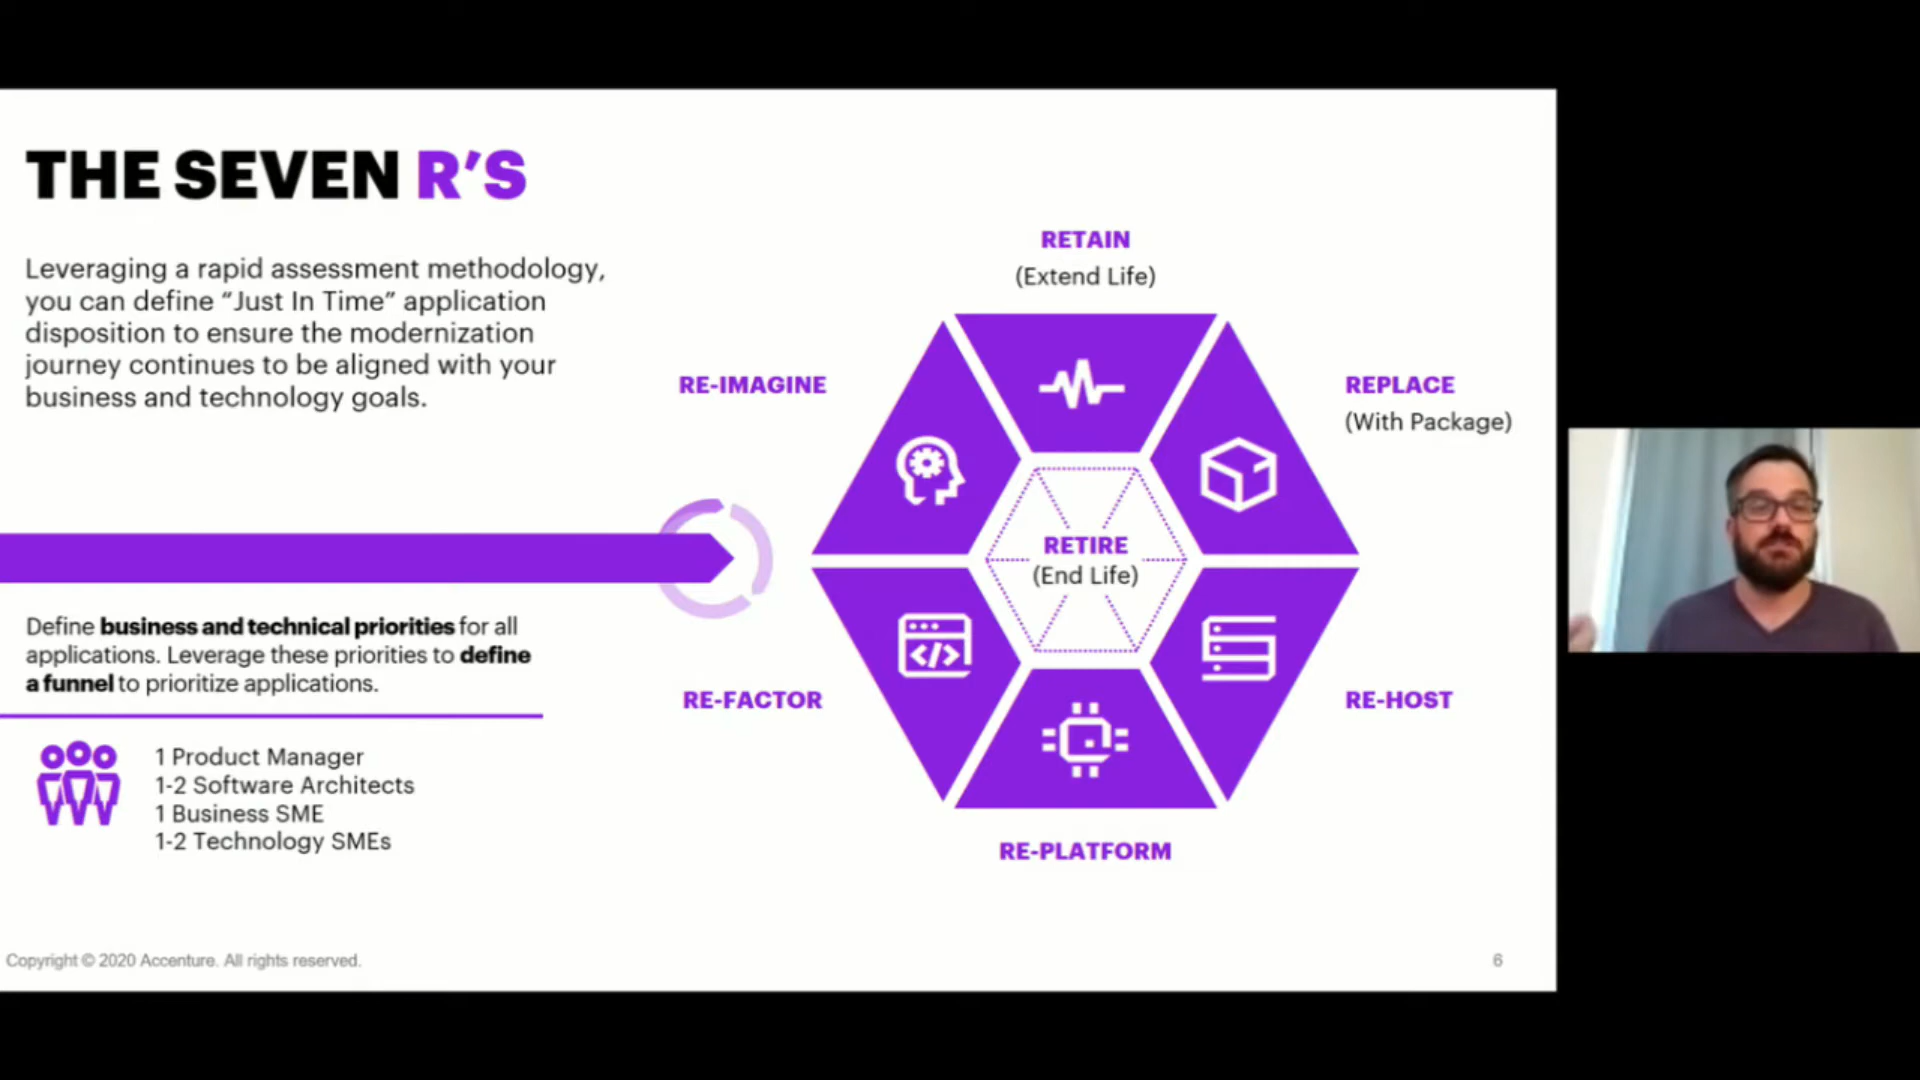 THE SEVEN R'S
Leveraging a rapid assessment methodology,
you can define “Just In Time” application
disposition to ensure the modernization
journey continues to be aligned with your
business and technology goals.
Define business and technical priorities for all
applications. Leverage these priorities to define
a funnel to prioritize applications.
1 Product Manager
1-2 Software Architects
1 Business SME
1-2 Technology SMEs
RETAIN
(Extend Life)
RE-IMAGINE
REPLACE
(With Package)
RETIRE
(End Life)
RE-FACTOR
RE-HOST
RE-PLATFORM
Copyright © 2020 Accenture. All rights reserved.
6